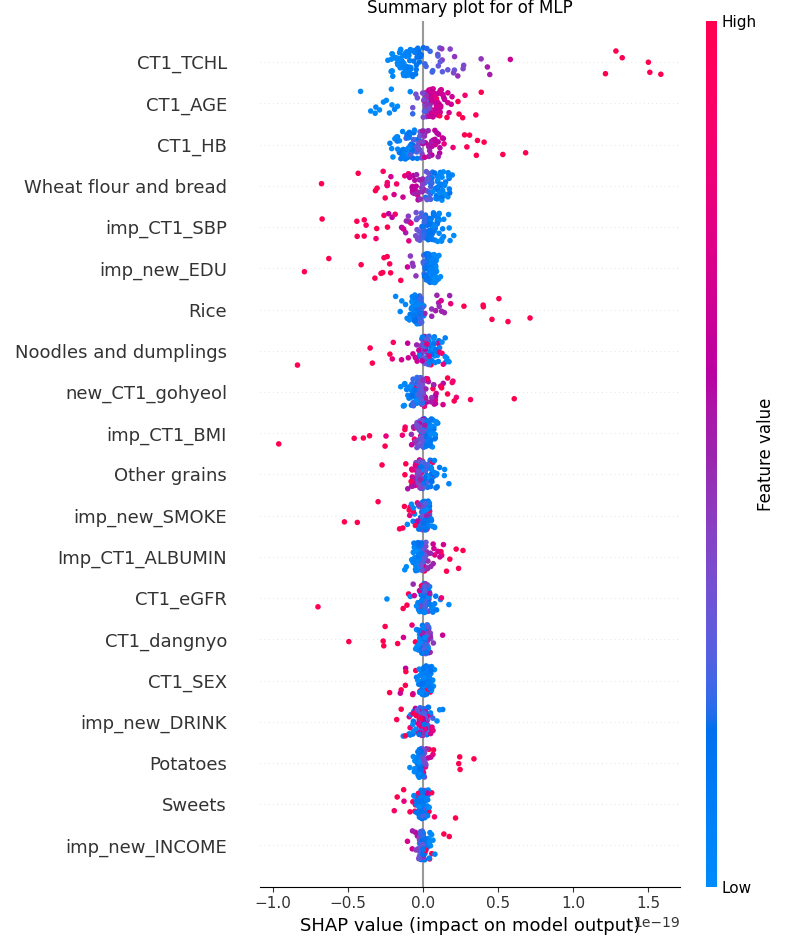 Summary plot for of MLP
High
CT1_TCHL
CT1_AGE
CT1_HB
Wheat flour and bread
imp_CT1_SBP
imp_new_EDU
Rice
Noodles and dumplings
new_CT1_gohyeol
imp_CT1_BMI
Other grains
imp_new_SMOKE
Imp_CT1_ALBUMIN
CT1_eGFR
CT1_dangnyo
CT1_SEX
imp_new_DRINK
Potatoes
Sweets
imp_new_INCOME
Feature value
Low
−1.0 −0.5 0.0 0.5 1.0 1.5
1e−19
SHAP value (impact on model output)